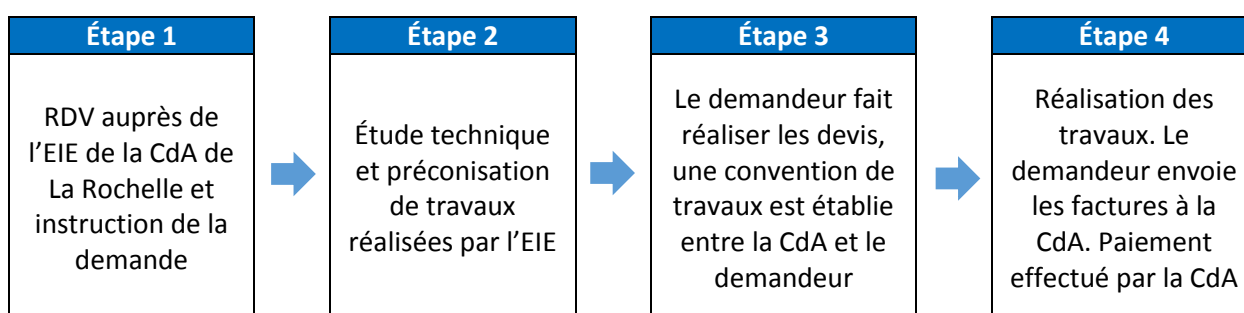 Étape 1
RDV auprès de
l’EIE de la CdA de
La Rochelle et
instruction de la
demande
Étape 2
Étude technique
et préconisation
de travaux
réalisées par l’EIE
Étape 3
Le demandeur fait
réaliser les devis,
une convention de
travaux est établie
entre la CdA et le
demandeur
Étape 4
Réalisation des
travaux. Le
demandeur envoie
les factures à la
CdA. Paiement
effectué par la CdA